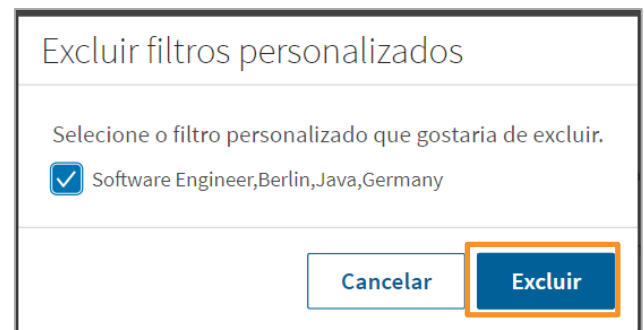 Excluir filtros personalizados
Selecione o filtro personalizado que gostaria de excluir.
Software Engineer,Berlin,Java,Germany
Cancelar
Excluir